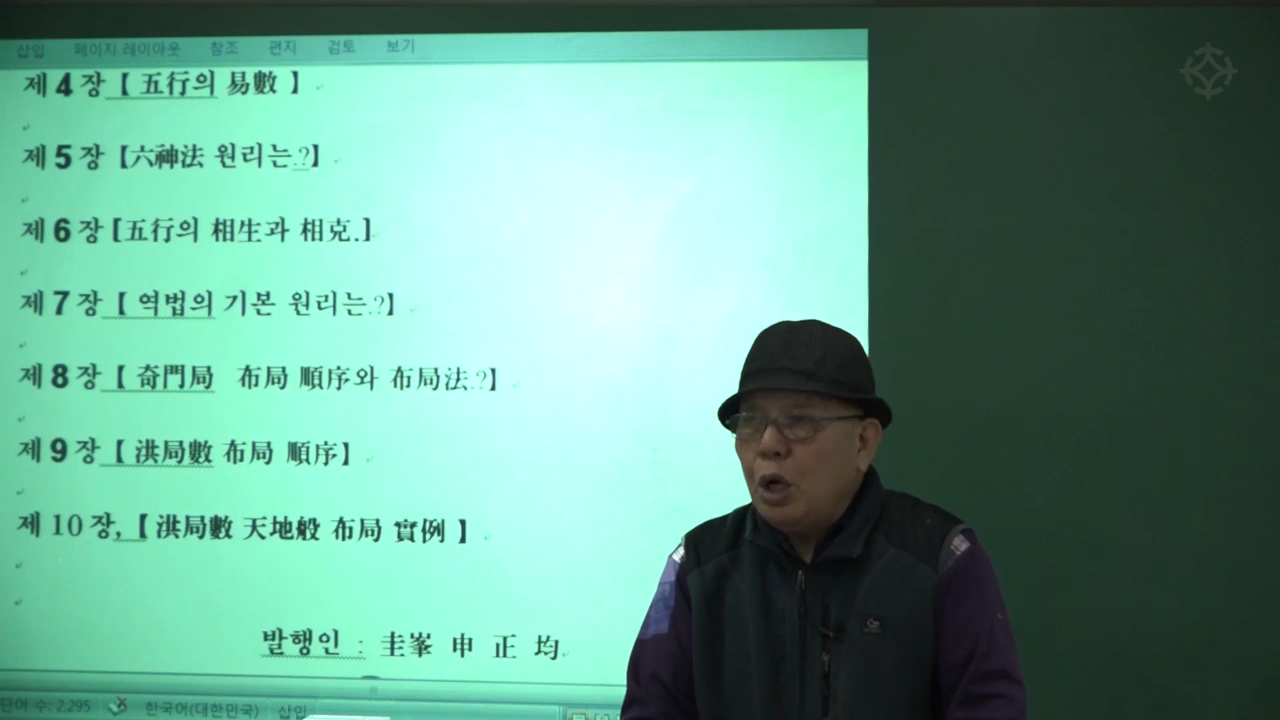 삽입 페이지 레이아웃 참조 편지 검토 보기
제 4 장 【 五行의 易數 】
제 5 장 【六神法 원리는.?】
제 6 장 [五行의 相生과 相克.]
제 7 장 【 역법의 기본 원리는.?】
제 8 장 【 奇門局 布局 順序와 布局法.?】
제 9 장 【 洪局數 布局 順序】
제 10 장, 【 洪局數 天地般 布局 實例 】
발행인 : 圭峯 申 正 均
단어 수: 2,295 한국어(대한민국) 삽입